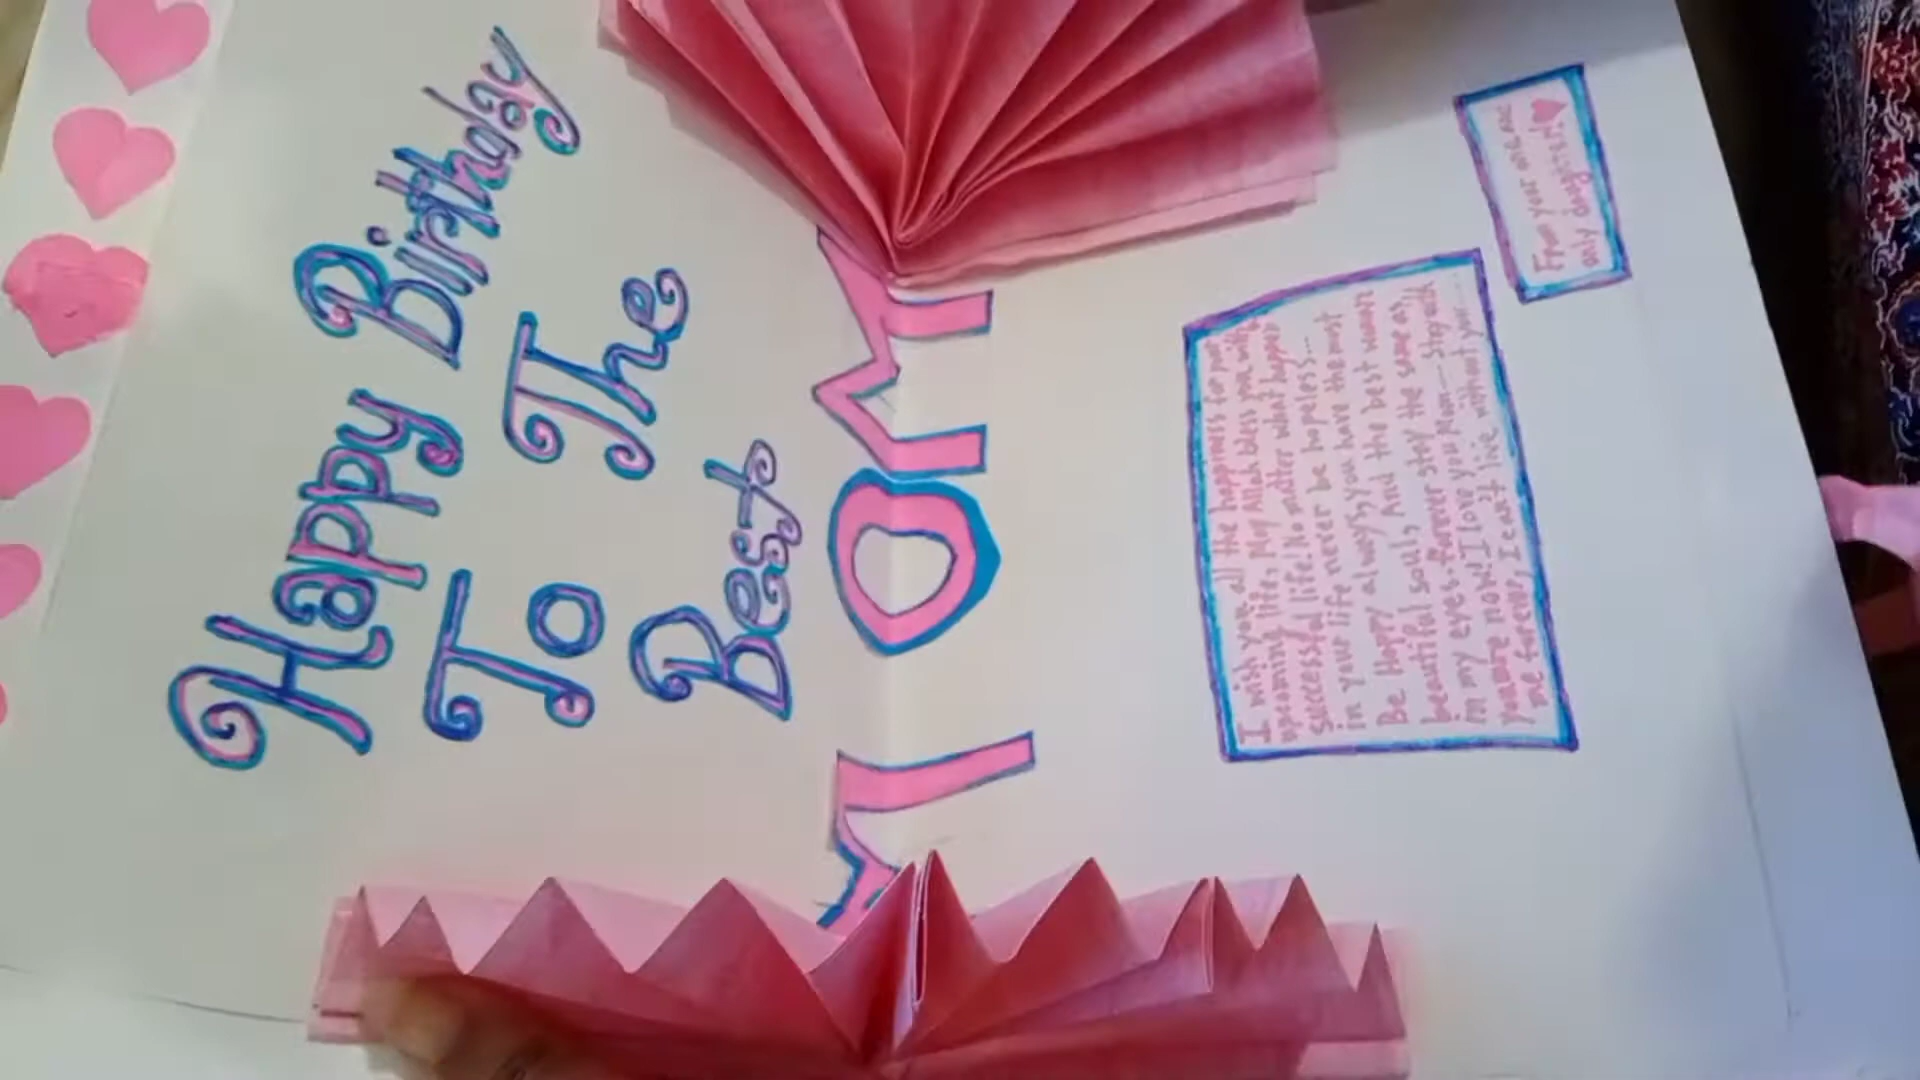 Happy Birthday
To The
Best
MOM
I wish you all the happiness for your
upcoming life, May Allah bless you with
successful life! No matter what happen
in your life never be hopeless...
Be Happy always, you have the most
beautiful soul, And the best woman
in my eyes. Forever stay the same as
you are now! I love you Mom---- Stay with
me forever, I can't live without you----
From your one and
only daughter!